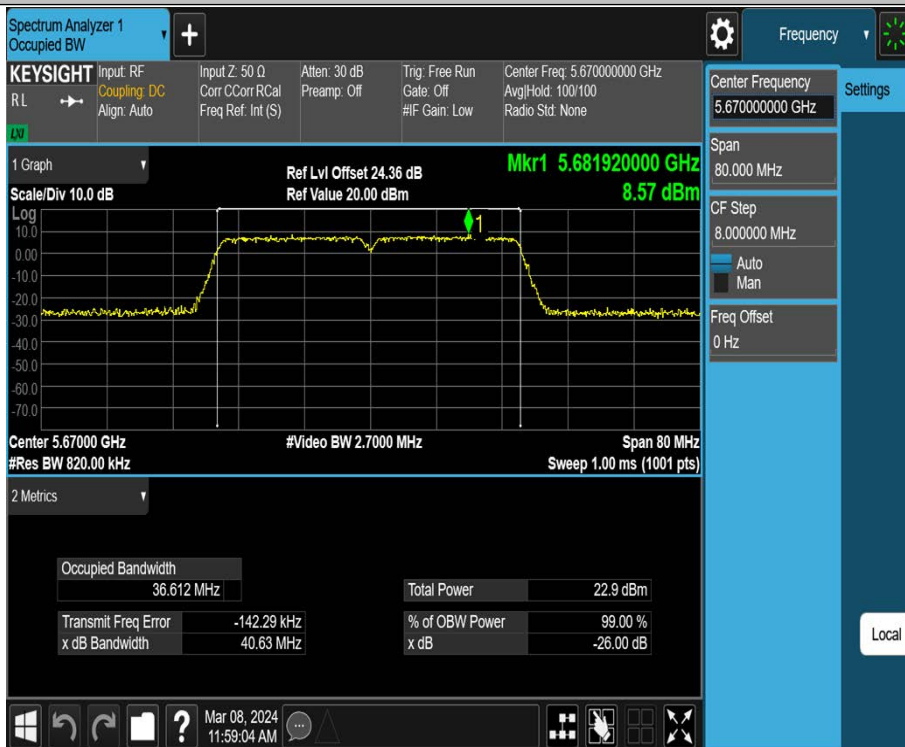 Spectrum Analyzer 1
Occupied BW
Frequency
KEYSIGHT
Input: RF
Input Z: 50 Ω
Atten: 30 dB
Trig: Free Run
Center Freq: 5.670000000 GHz
R L
Coupling: DC
Corr CCorr RCal
Preamp: Off
Gate: Off
Avg|Hold: 100/100
Align: Auto
Freq Ref: Int (S)
#IF Gain: Low
Radio Std: None
LXI
Center Frequency
5.670000000 GHz
Settings
Span
80.000 MHz
CF Step
8.000000 MHz
Auto
Man
Freq Offset
0 Hz
1 Graph
Ref Lvl Offset 24.36 dB
Mkr1 5.681920000 GHz
Scale/Div 10.0 dB
Ref Value 20.00 dBm
8.57 dBm
Log
10.0
0.00
-10.0
-20.0
-30.0
-40.0
-50.0
-60.0
-70.0
1
Center 5.67000 GHz
#Video BW 2.7000 MHz
Span 80 MHz
#Res BW 820.00 kHz
Sweep 1.00 ms (1001 pts)
2 Metrics
Occupied Bandwidth
36.612 MHz
Total Power
22.9 dBm
Transmit Freq Error
-142.29 kHz
% of OBW Power
99.00 %
x dB Bandwidth
40.63 MHz
x dB
-26.00 dB
Local
?
Mar 08, 2024
11:59:04 AM